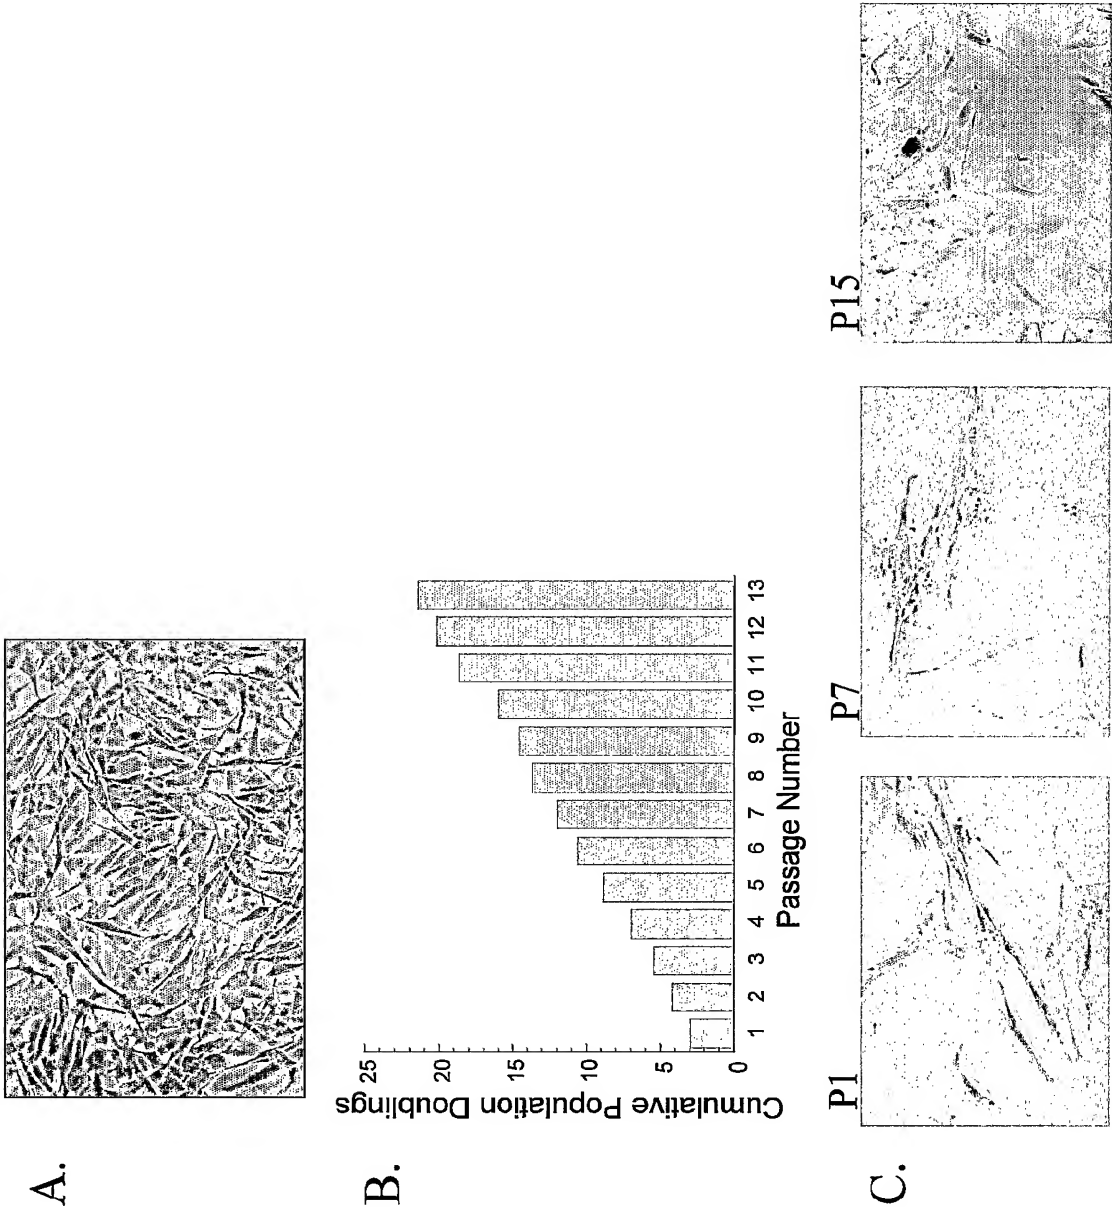 A.
B.
Cumulative Population Doublings
25
20
15
10
5
0
1 2 3 4 5 6 7 8 9 10 11 12 13
Passage Number
C.
P1
P7
P15